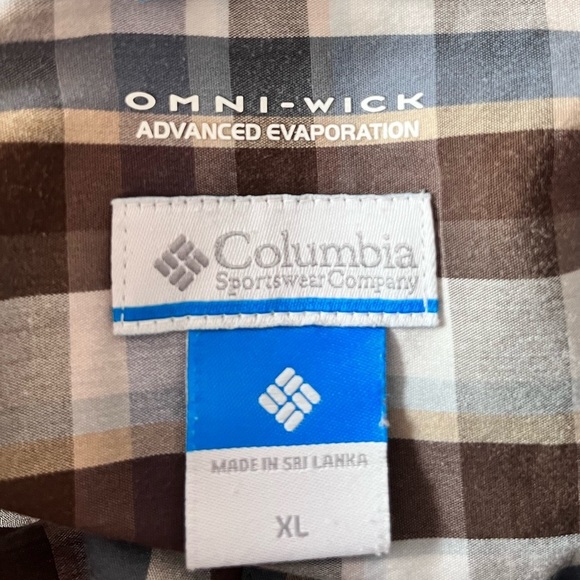 OMNI-WICK
ADVANCED EVAPORATION
Columbia
Sportswear Company
MADE IN SRI LANKA
XL